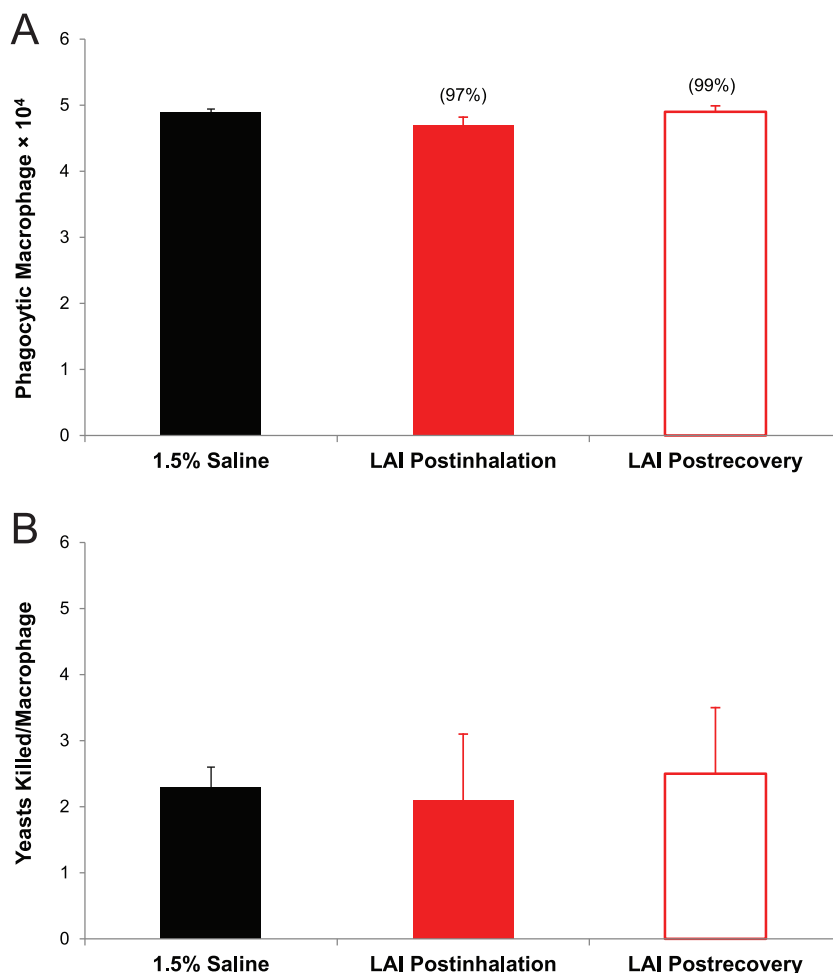 A
Phagocytic Macrophage × 10⁴
6
5
4
3
2
1
0
(97%)
(99%)
1.5% Saline
LAI Postinhalation
LAI Postrecovery
B
Yeasts Killed/Macrophage
6
5
4
3
2
1
0
1.5% Saline
LAI Postinhalation
LAI Postrecovery